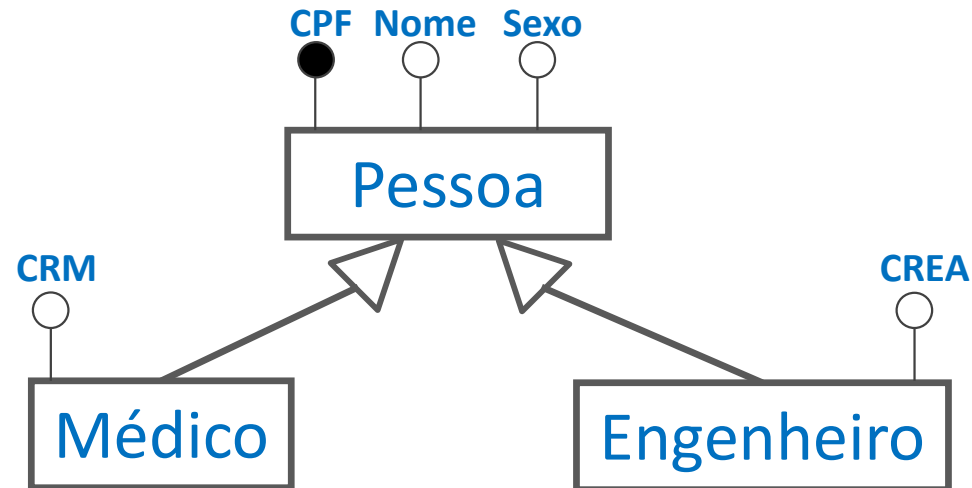 CPF Nome Sexo
Pessoa
CRM
CREA
Médico
Engenheiro